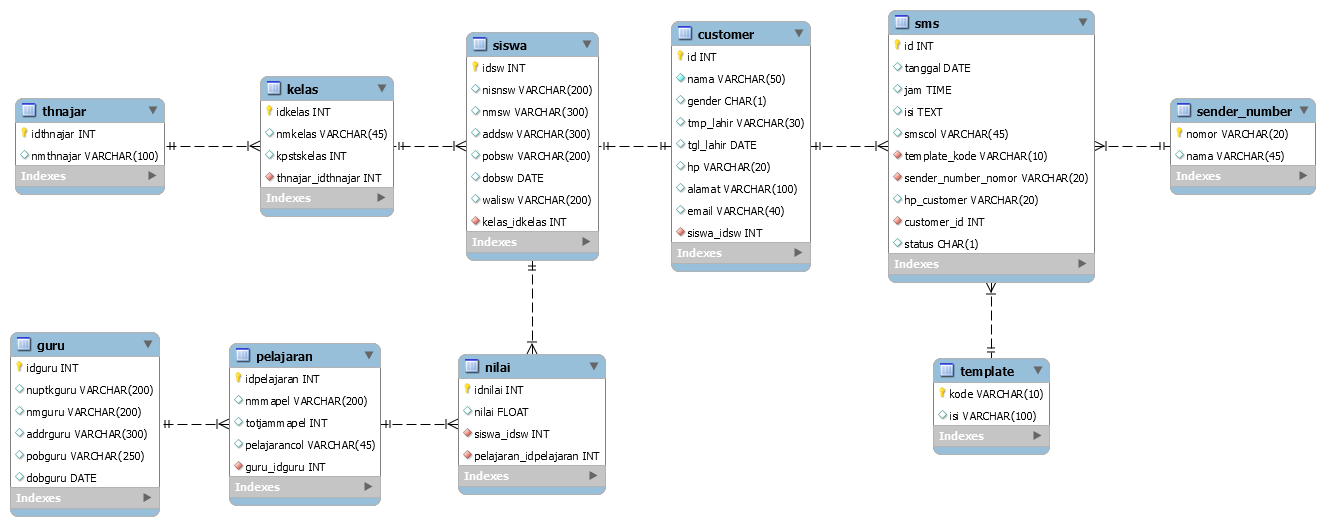 thnajar
idthnajar INT
nmthnajar VARCHAR(100)
Indexes
kelas
idkelas INT
nmkelas VARCHAR(45)
kpstskelas INT
thnajar_idthnajar INT
Indexes
siswa
idsw INT
nisnsw VARCHAR(200)
nmsw VARCHAR(300)
addsw VARCHAR(300)
pobsw VARCHAR(200)
dobsw DATE
walisw VARCHAR(200)
kelas_idkelas INT
Indexes
customer
id INT
nama VARCHAR(50)
gender CHAR(1)
tmp_lahir VARCHAR(30)
tgl_lahir DATE
hp VARCHAR(20)
alamat VARCHAR(100)
email VARCHAR(40)
siswa_idsw INT
Indexes
sms
id INT
tanggal DATE
jam TIME
isi TEXT
smscol VARCHAR(45)
template_kode VARCHAR(10)
sender_number_nomor VARCHAR(20)
hp_customer VARCHAR(20)
customer_id INT
status CHAR(1)
Indexes
sender_number
nomor VARCHAR(20)
nama VARCHAR(45)
Indexes
guru
idguru INT
nuptkguru VARCHAR(200)
nmguru VARCHAR(200)
addrguru VARCHAR(300)
pobguru VARCHAR(250)
dobguru DATE
Indexes
pelajaran
idpelajaran INT
nmmapel VARCHAR(200)
totjammapel INT
pelajarancol VARCHAR(45)
guru_idguru INT
Indexes
nilai
idnilai INT
nilai FLOAT
siswa_idsw INT
pelajaran_idpelajaran INT
Indexes
template
kode VARCHAR(10)
isi VARCHAR(100)
Indexes